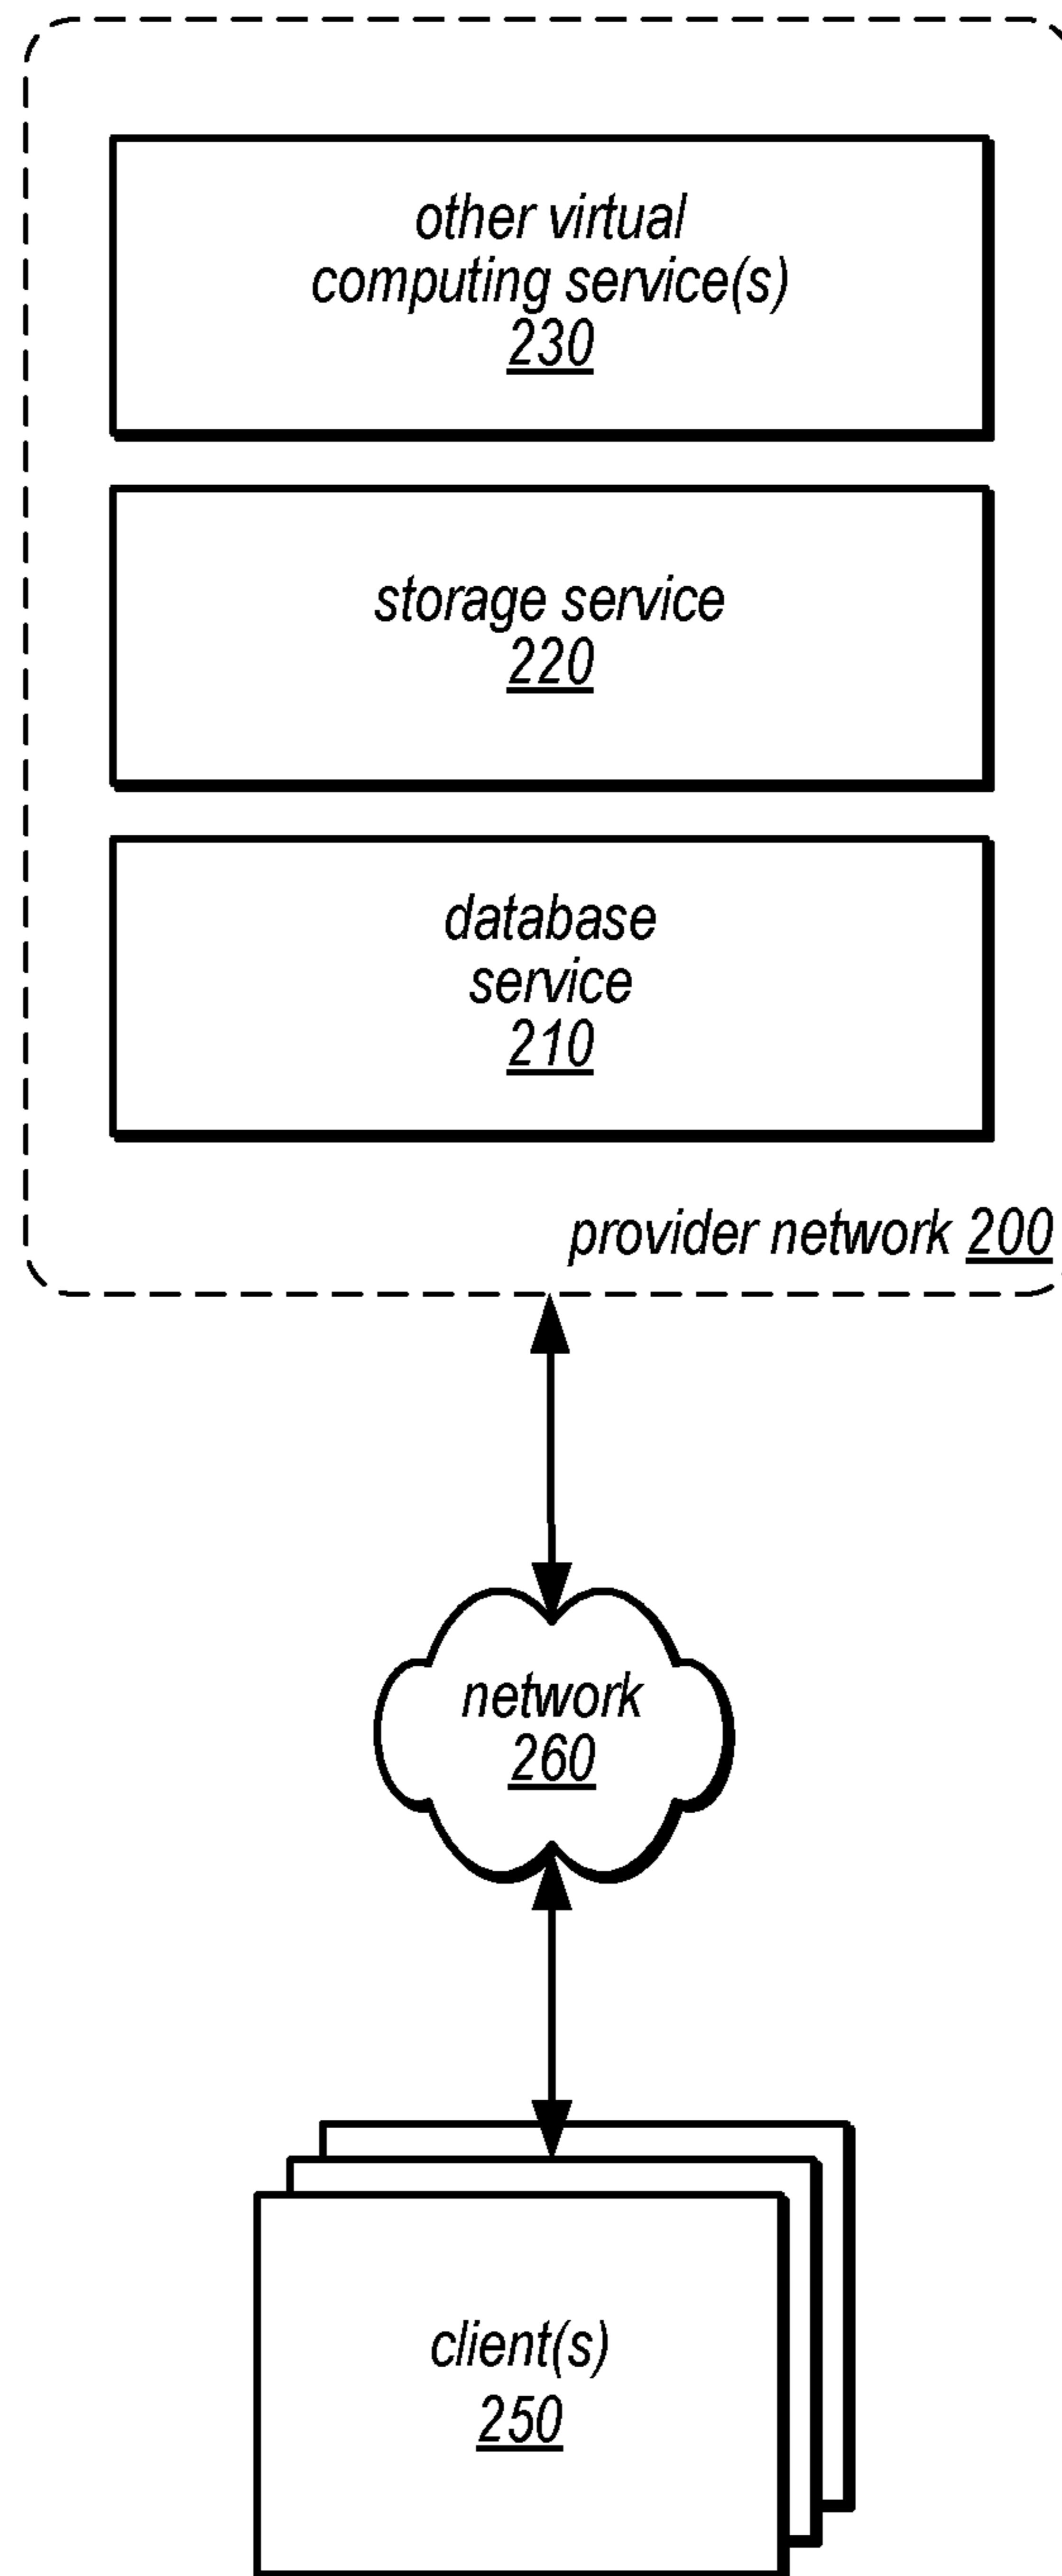 other virtual
computing service(s)
230
storage service
220
database
service
210
provider network 200
network
260
client(s)
250